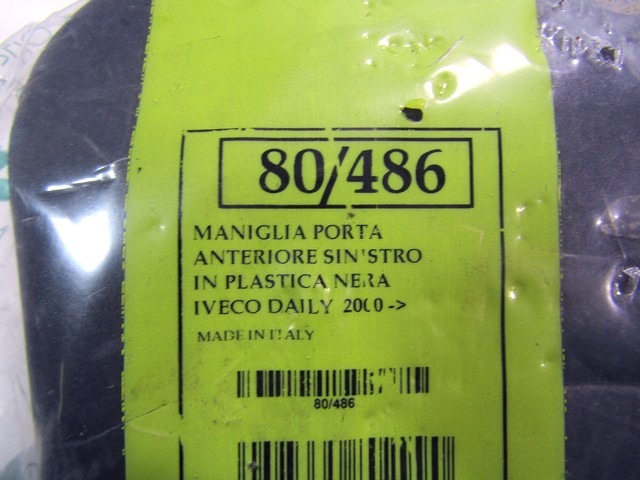 80/486
MANIGLIA PORTA
ANTERIORE SINISTRO
IN PLASTICA NERA
IVECO DAILY 2000 ->
MADE IN ITALY
80/486